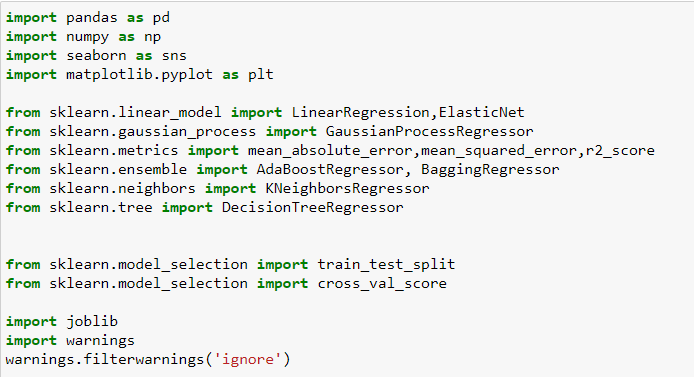 import pandas as pd
import numpy as np
import seaborn as sns
import matplotlib.pyplot as plt
from sklearn.linear_model import LinearRegression,ElasticNet
from sklearn.gaussian_process import GaussianProcessRegressor
from sklearn.metrics import mean_absolute_error,mean_squared_error,r2_score
from sklearn.ensemble import AdaBoostRegressor, BaggingRegressor
from sklearn.neighbors import KNeighborsRegressor
from sklearn.tree import DecisionTreeRegressor
from sklearn.model_selection import train_test_split
from sklearn.model_selection import cross_val_score
import joblib
import warnings
warnings.filterwarnings('ignore')